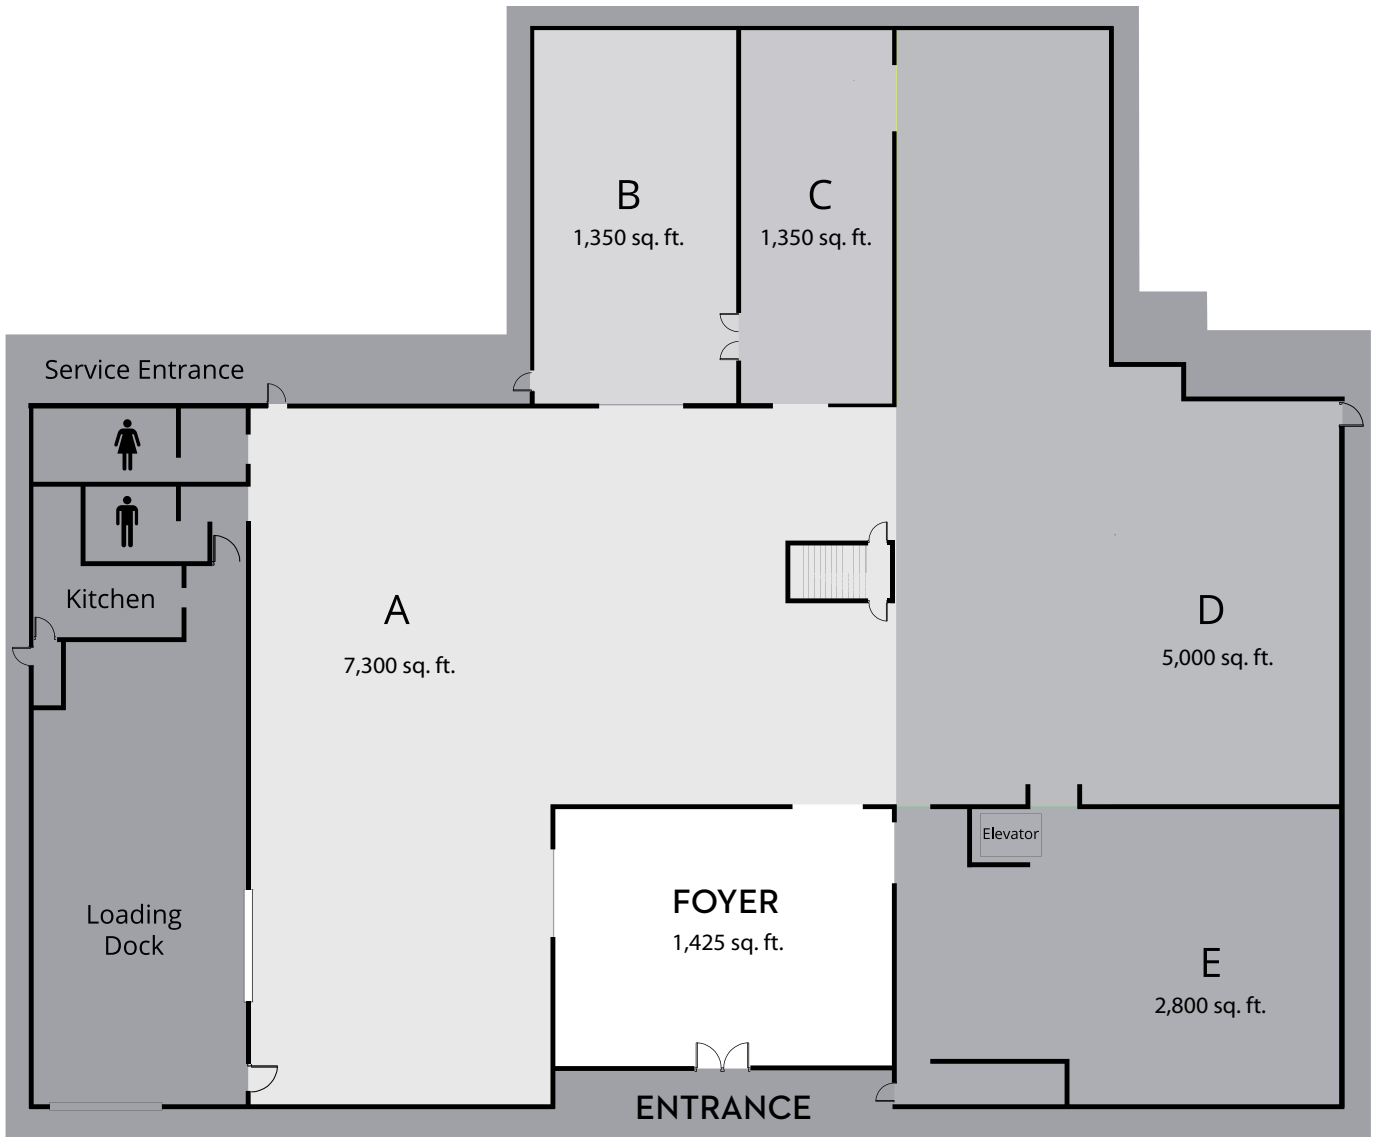 B
1,350 sq. ft.
C
1,350 sq. ft.
Service Entrance
Kitchen
A
7,300 sq. ft.
D
5,000 sq. ft.
Elevator
Loading
Dock
FOYER
1,425 sq. ft.
E
2,800 sq. ft.
ENTRANCE